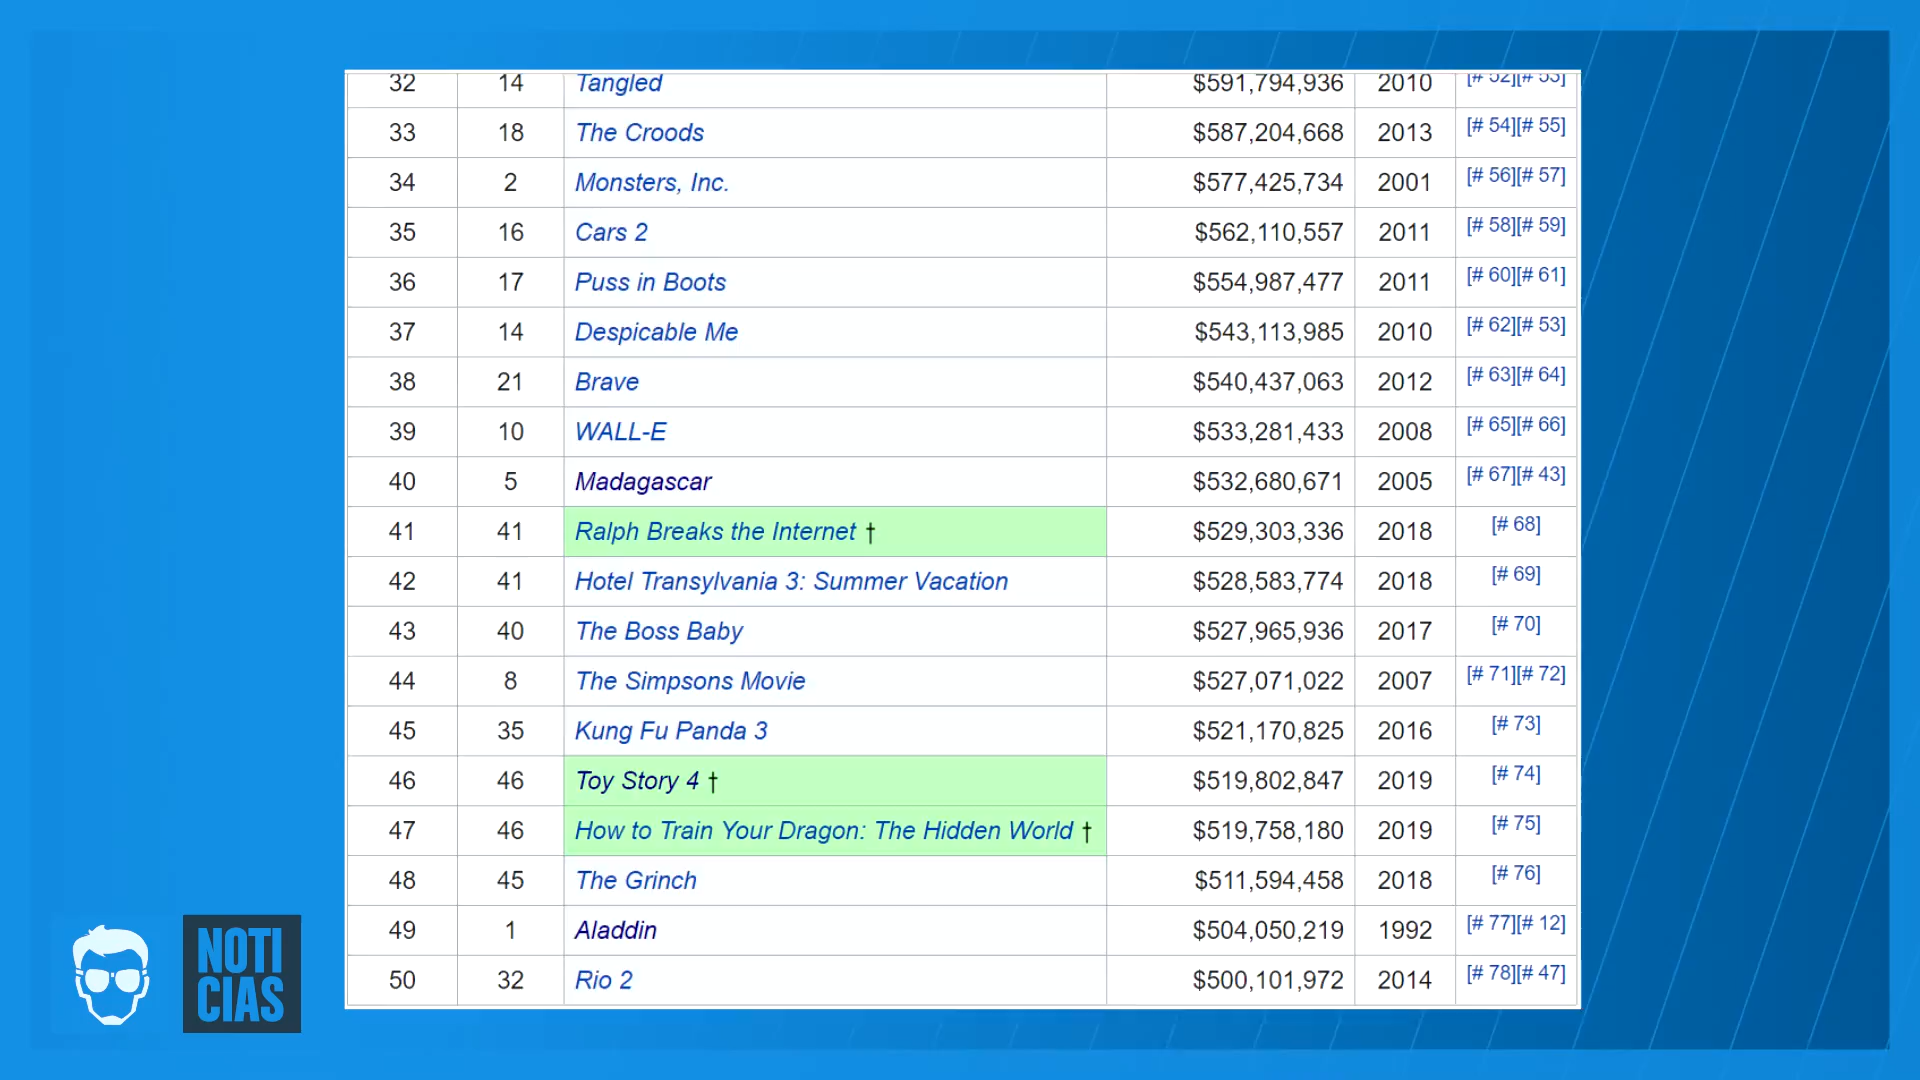 32 14 Tangled $591,794,936 2010 [# 52][# 53]
33 18 The Croods $587,204,668 2013 [# 54][# 55]
34 2 Monsters, Inc. $577,425,734 2001 [# 56][# 57]
35 16 Cars 2 $562,110,557 2011 [# 58][# 59]
36 17 Puss in Boots $554,987,477 2011 [# 60][# 61]
37 14 Despicable Me $543,113,985 2010 [# 62][# 53]
38 21 Brave $540,437,063 2012 [# 63][# 64]
39 10 WALL-E $533,281,433 2008 [# 65][# 66]
40 5 Madagascar $532,680,671 2005 [# 67][# 43]
41 41 Ralph Breaks the Internet † $529,303,336 2018 [# 68]
42 41 Hotel Transylvania 3: Summer Vacation $528,583,774 2018 [# 69]
43 40 The Boss Baby $527,965,936 2017 [# 70]
44 8 The Simpsons Movie $527,071,022 2007 [# 71][# 72]
45 35 Kung Fu Panda 3 $521,170,825 2016 [# 73]
46 46 Toy Story 4 † $519,802,847 2019 [# 74]
47 46 How to Train Your Dragon: The Hidden World † $519,758,180 2019 [# 75]
48 45 The Grinch $511,594,458 2018 [# 76]
49 1 Aladdin $504,050,219 1992 [# 77][# 12]
50 32 Rio 2 $500,101,972 2014 [# 78][# 47]
NOTI
CIAS